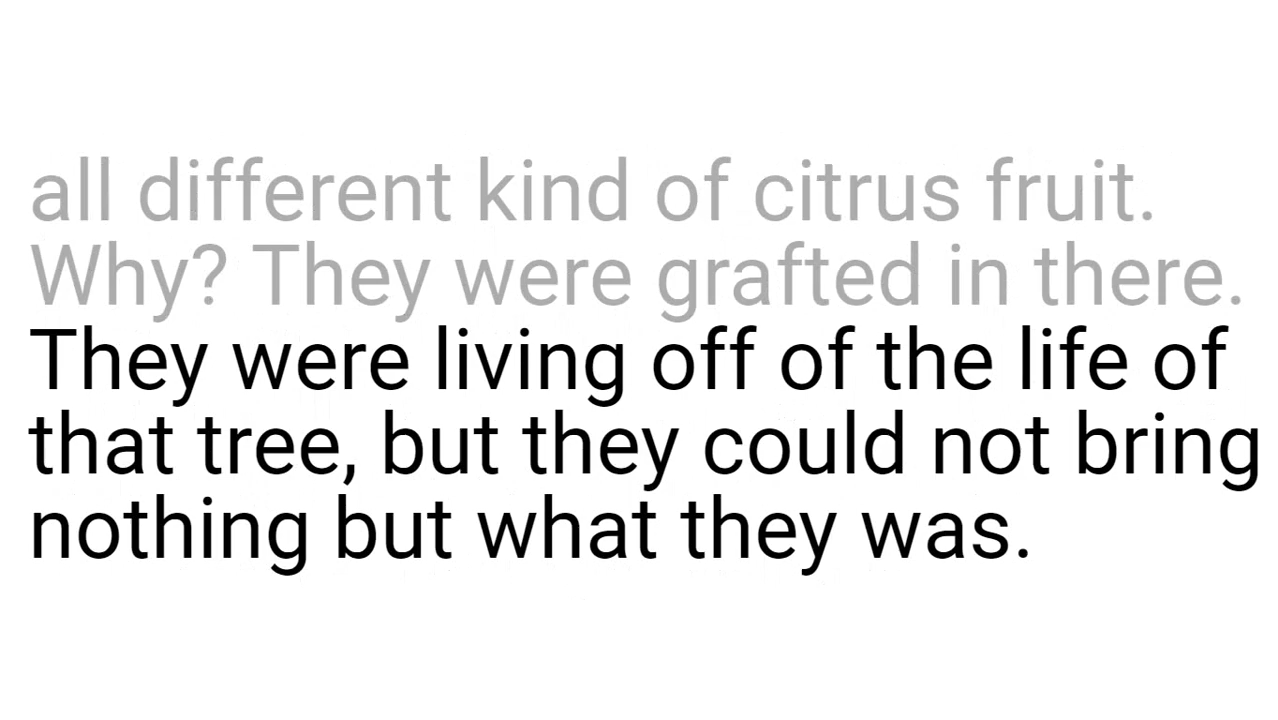 all different kind of citrus fruit.
Why? They were grafted in there.
They were living off of the life of
that tree, but they could not bring
nothing but what they was.